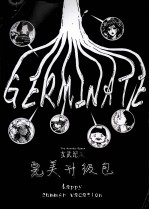 GERMINATE
完美升级包
happy
summer vacation